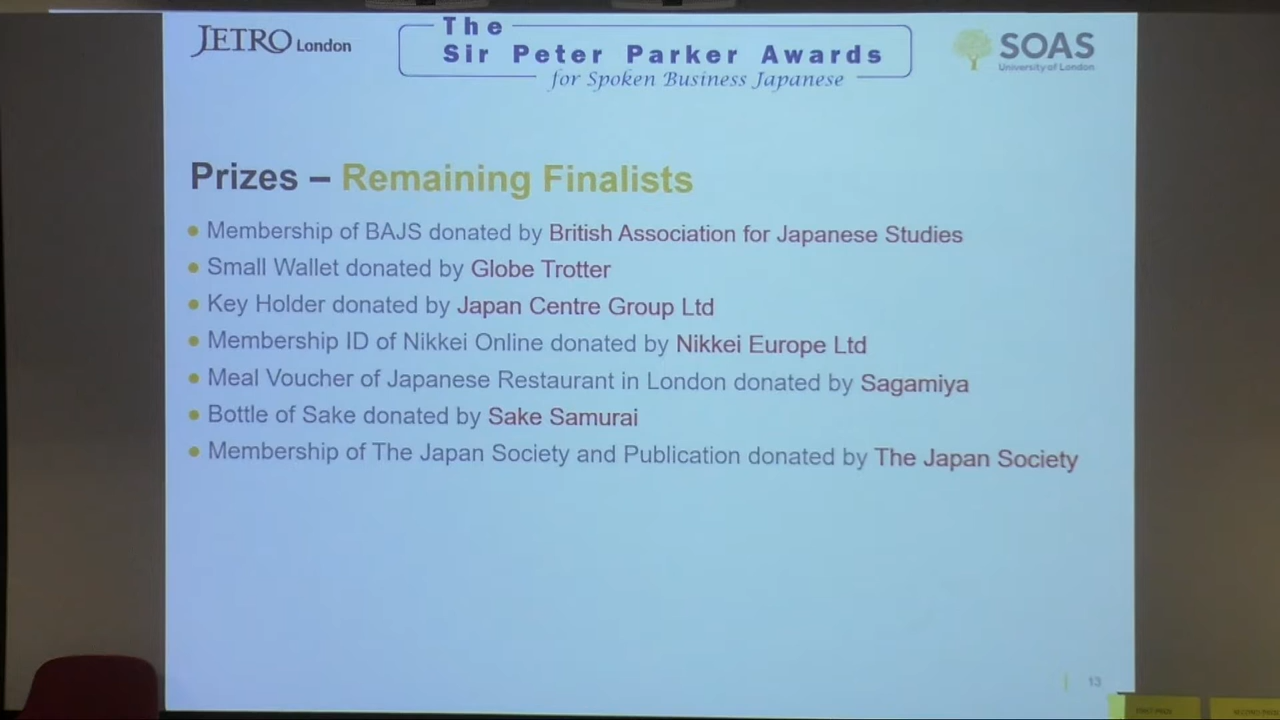 JETRO London
The
Sir Peter Parker Awards
for Spoken Business Japanese
SOAS
University of London
Prizes – Remaining Finalists
• Membership of BAJS donated by British Association for Japanese Studies
• Small Wallet donated by Globe Trotter
• Key Holder donated by Japan Centre Group Ltd
• Membership ID of Nikkei Online donated by Nikkei Europe Ltd
• Meal Voucher of Japanese Restaurant in London donated by Sagamiya
• Bottle of Sake donated by Sake Samurai
• Membership of The Japan Society and Publication donated by The Japan Society
13